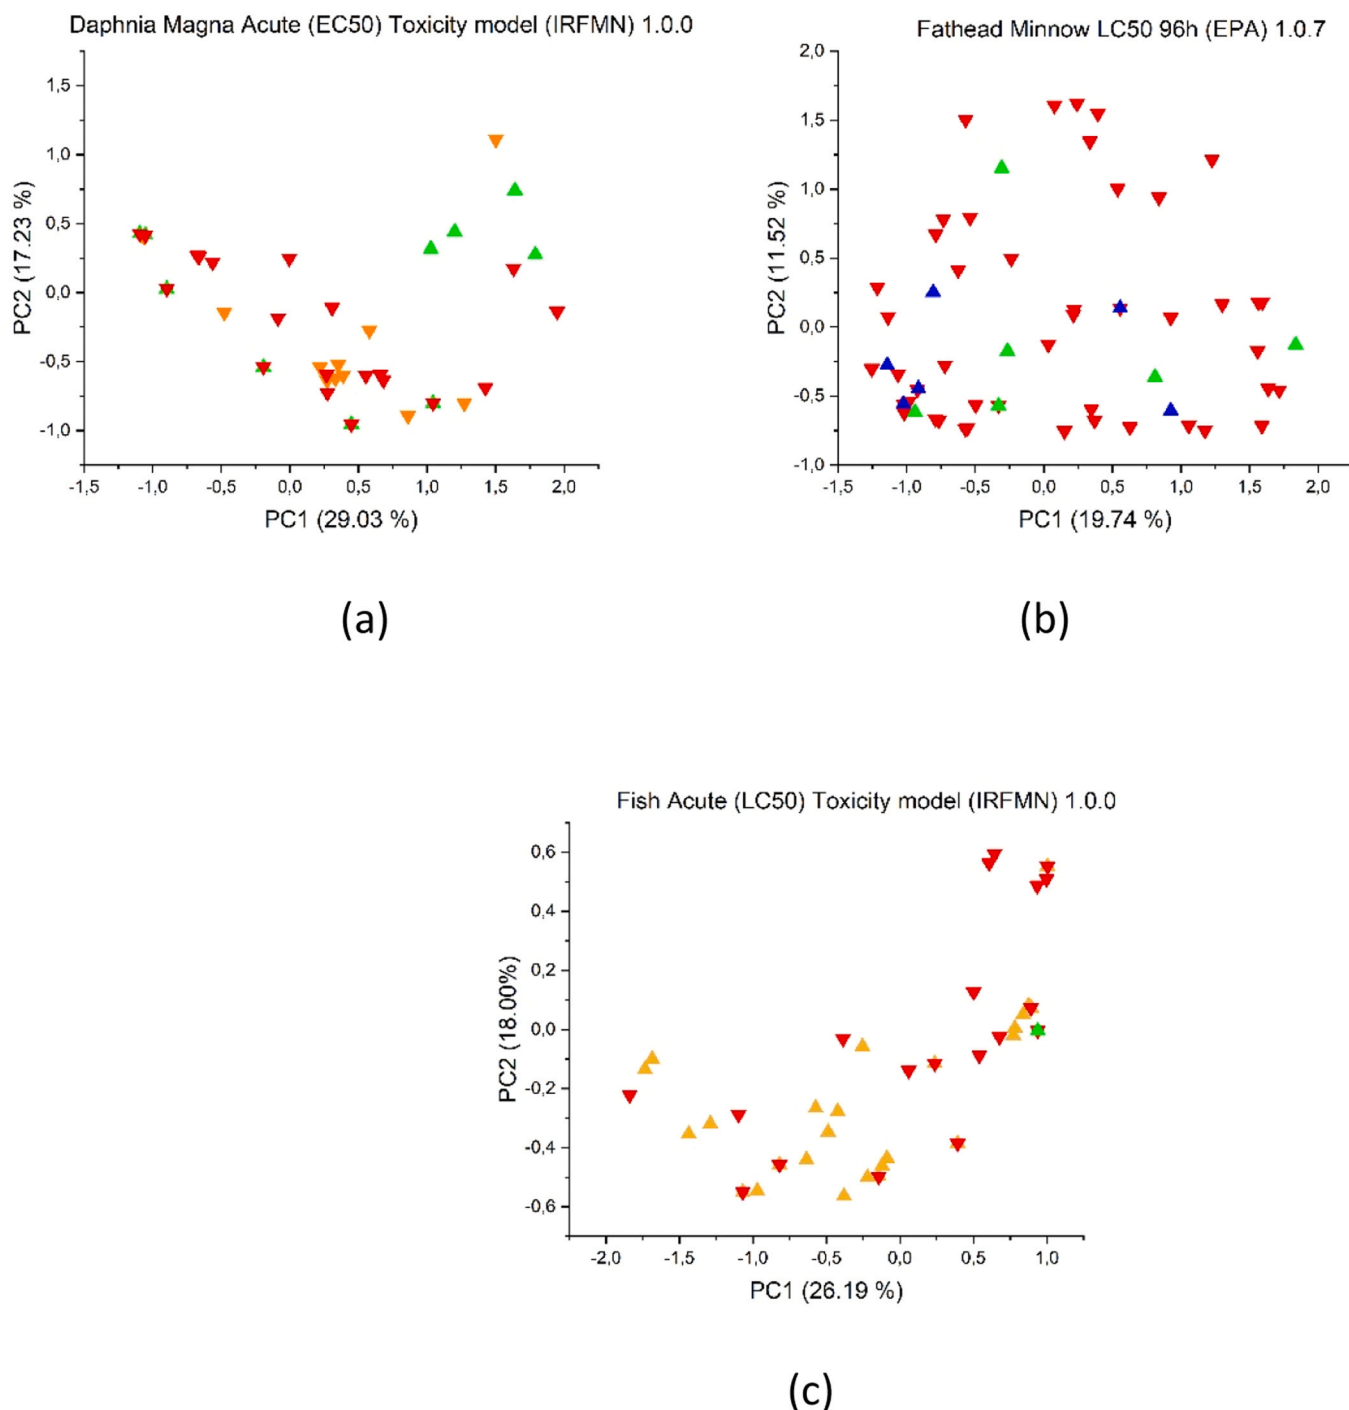 Daphnia Magna Acute (EC50) Toxicity model (IRFMN) 1.0.0
1,5
1,0
0,5
0,0
-0,5
-1,0
PC2 (17.23 %)
-1,5 -1,0 -0,5 0,0 0,5 1,0 1,5 2,0
PC1 (29.03 %)
(a)
Fathead Minnow LC50 96h (EPA) 1.0.7
2,0
1,5
1,0
0,5
0,0
-0,5
-1,0
PC2 (11.52 %)
-1,5 -1,0 -0,5 0,0 0,5 1,0 1,5 2,0
PC1 (19.74 %)
(b)
Fish Acute (LC50) Toxicity model (IRFMN) 1.0.0
0,6
0,4
0,2
0,0
-0,2
-0,4
-0,6
PC2 (18.00%)
-2,0 -1,5 -1,0 -0,5 0,0 0,5 1,0
PC1 (26.19 %)
(c)